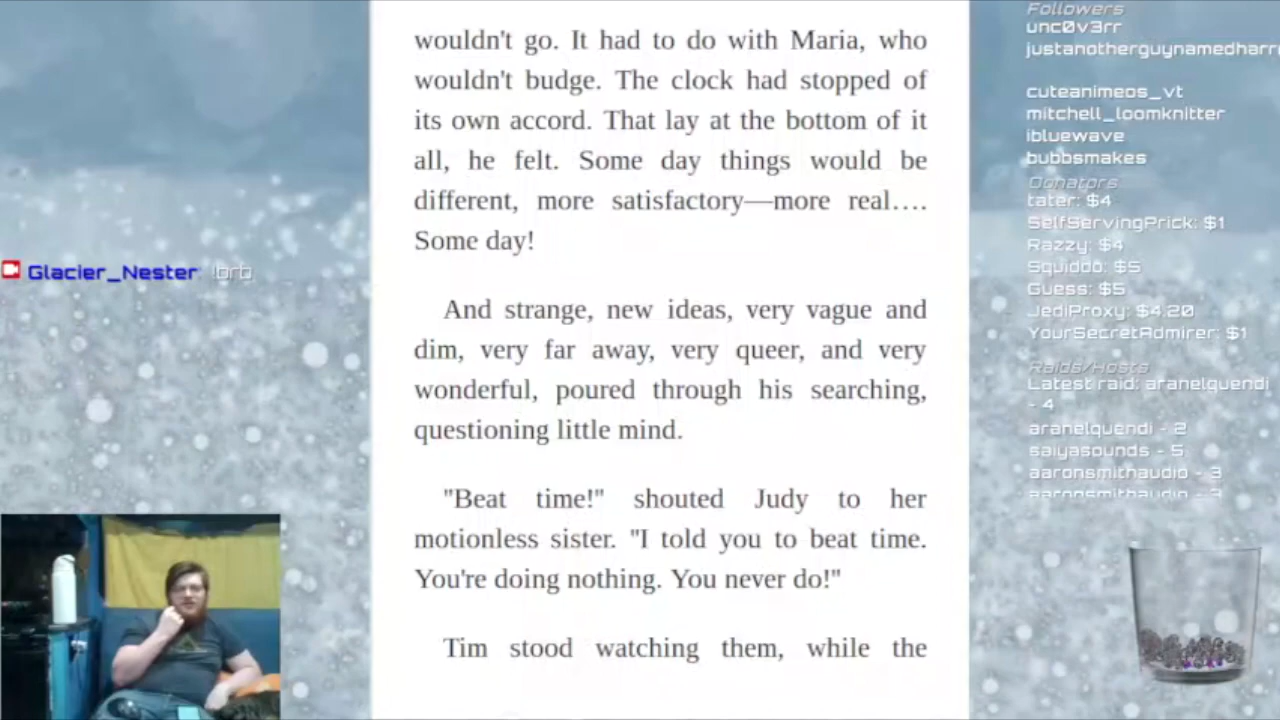 wouldn't go. It had to do with Maria, who
wouldn't budge. The clock had stopped of
its own accord. That lay at the bottom of it
all, he felt. Some day things would be
different, more satisfactory—more real....
Some day!
And strange, new ideas, very vague and
dim, very far away, very queer, and very
wonderful, poured through his searching,
questioning little mind.
"Beat time!" shouted Judy to her
motionless sister. "I told you to beat time.
You're doing nothing. You never do!"
Tim stood watching them, while the
Glacier_Nester: !brb
Followers
unc0v3rr
justanotherguynamedharr
cuteanimeos_vt
mitchell_loomknitter
ibluewave
bubbsmakes
Donators
tater: $4
SelfServingPrick: $1
Razzy: $4
Squiddo: $5
Guess: $5
JediProxy: $4.20
YourSecretAdmirer: $1
Raids/Hosts
Latest raid: aranelquendi
- 4
aranelquendi - 2
saiyasounds - 5
aaronsmithaudio - 3
aaronsmithaudio - 3